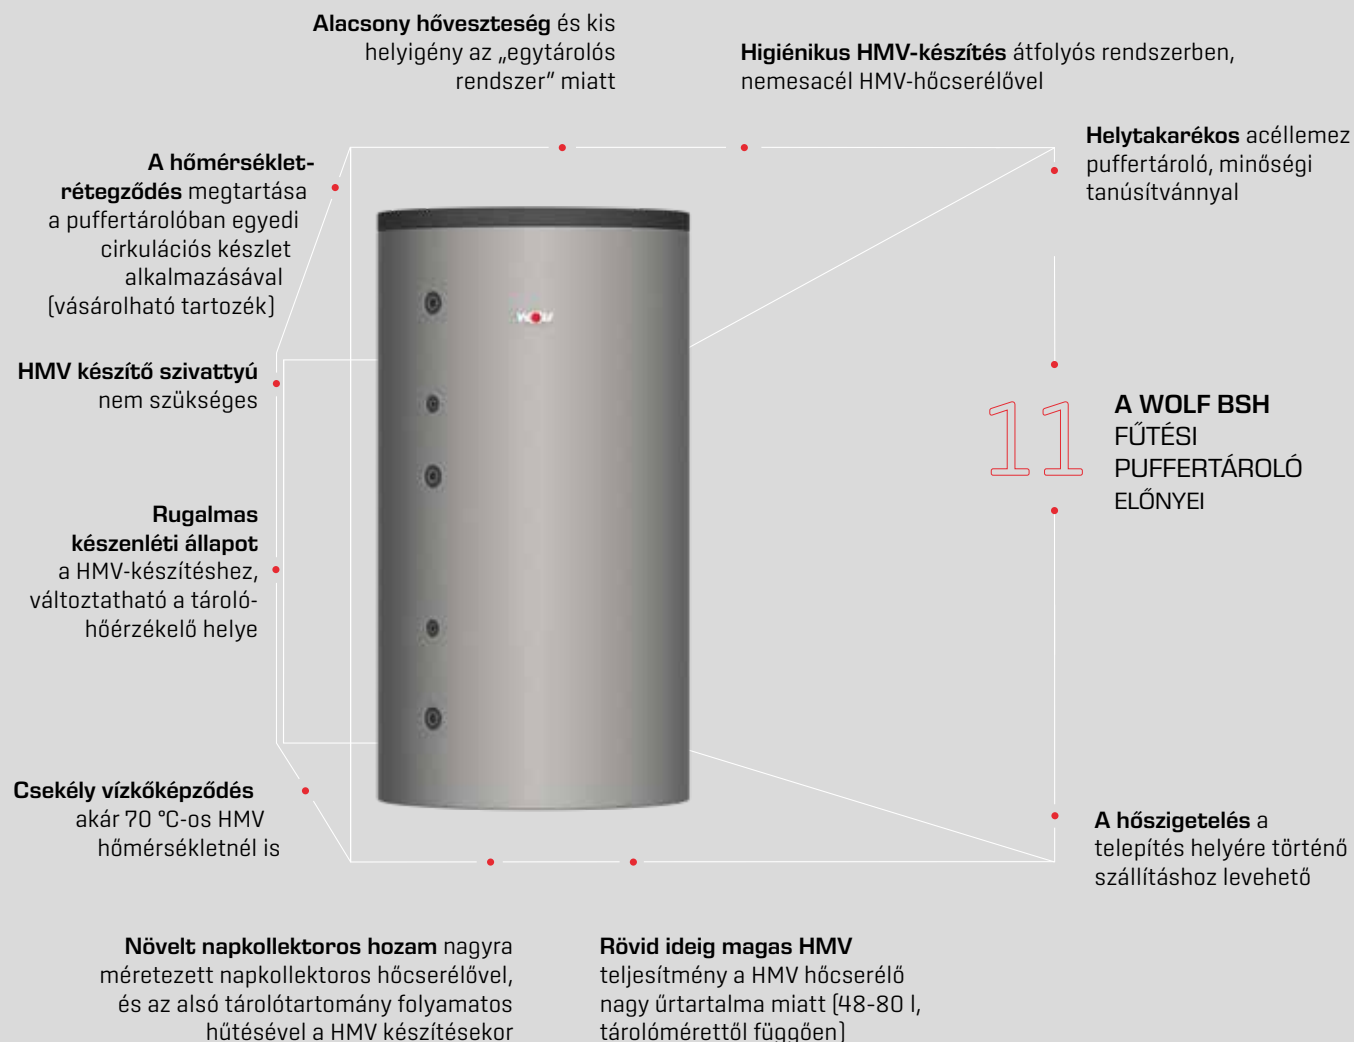 Alacsony hőveszteség és kis
helyigény az „egytárolós
rendszer” miatt
Higiénikus HMV-készítés átfolyós rendszerben,
nemesacél HMV-hőcserélővel
Helytakarékos acéllemez
puffertároló, minőségi
tanúsítvánnyal
A hőmérséklet-
rétegződés megtartása
a puffertárolóban egyedi
cirkulációs készlet
alkalmazásával
(vásárolható tartozék)
HMV készítő szivattyú
nem szükséges
Rugalmas
készenléti állapot
a HMV-készítéshez,
változtatható a tároló-
hőérzékelő helye
11
A WOLF BSH
FŰTÉSI
PUFFERTÁROLÓ
ELŐNYEI
Csekély vízkőképződés
akár 70 °C-os HMV
hőmérsékletnél is
A hőszigetelés a
telepítés helyére történő
szállításhoz levehető
Növelt napkollektoros hozam nagyra
méretezett napkollektoros hőcserélővel,
és az alsó tárolótartomány folyamatos
hűtésével a HMV készítésekor
Rövid ideig magas HMV
teljesítmény a HMV hőcserélő
nagy űrtartalma miatt (48-80 l,
tárolómérettől függően)